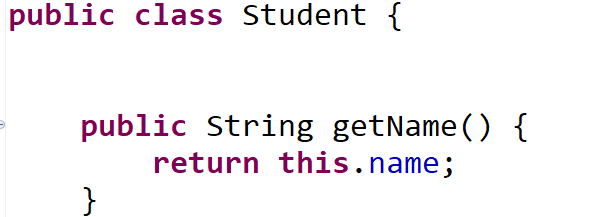 public class Student {
public String getName() {
return this.name;
}